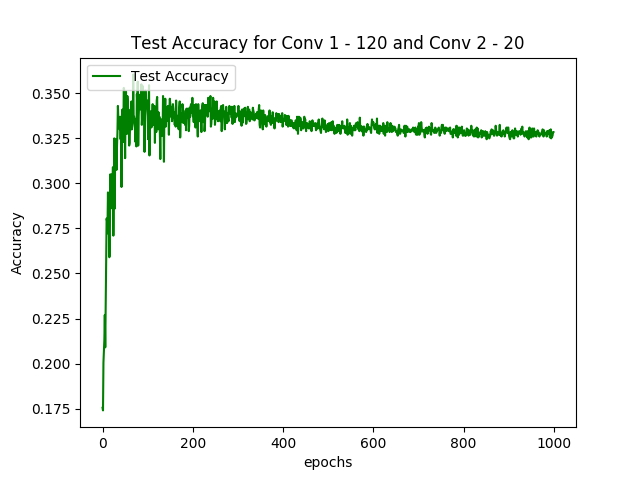 Test Accuracy for Conv 1 - 120 and Conv 2 - 20
Test Accuracy
0.350
0.325
0.300
0.275
0.250
0.225
0.200
0.175
Accuracy
0 200 400 600 800 1000
epochs